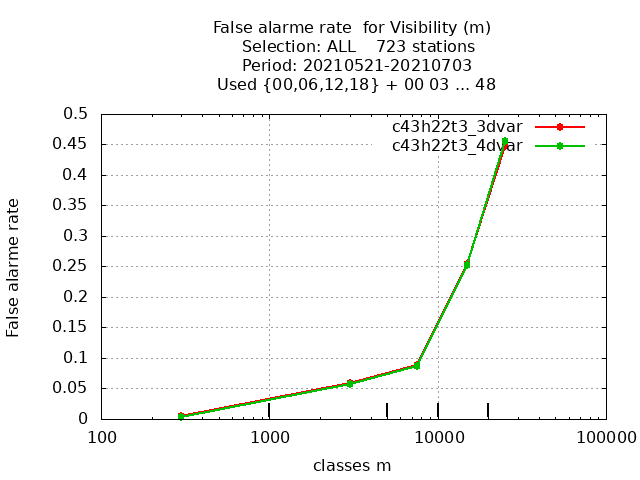 False alarme rate  for Visibility (m)
Selection: ALL    723 stations
Period: 20210521-20210703
Used {00,06,12,18} + 00 03 ... 48
c43h22t3_3dvar
c43h22t3_4dvar
False alarme rate
0.5
0.45
0.4
0.35
0.3
0.25
0.2
0.15
0.1
0.05
0
100 1000 10000 100000
classes m